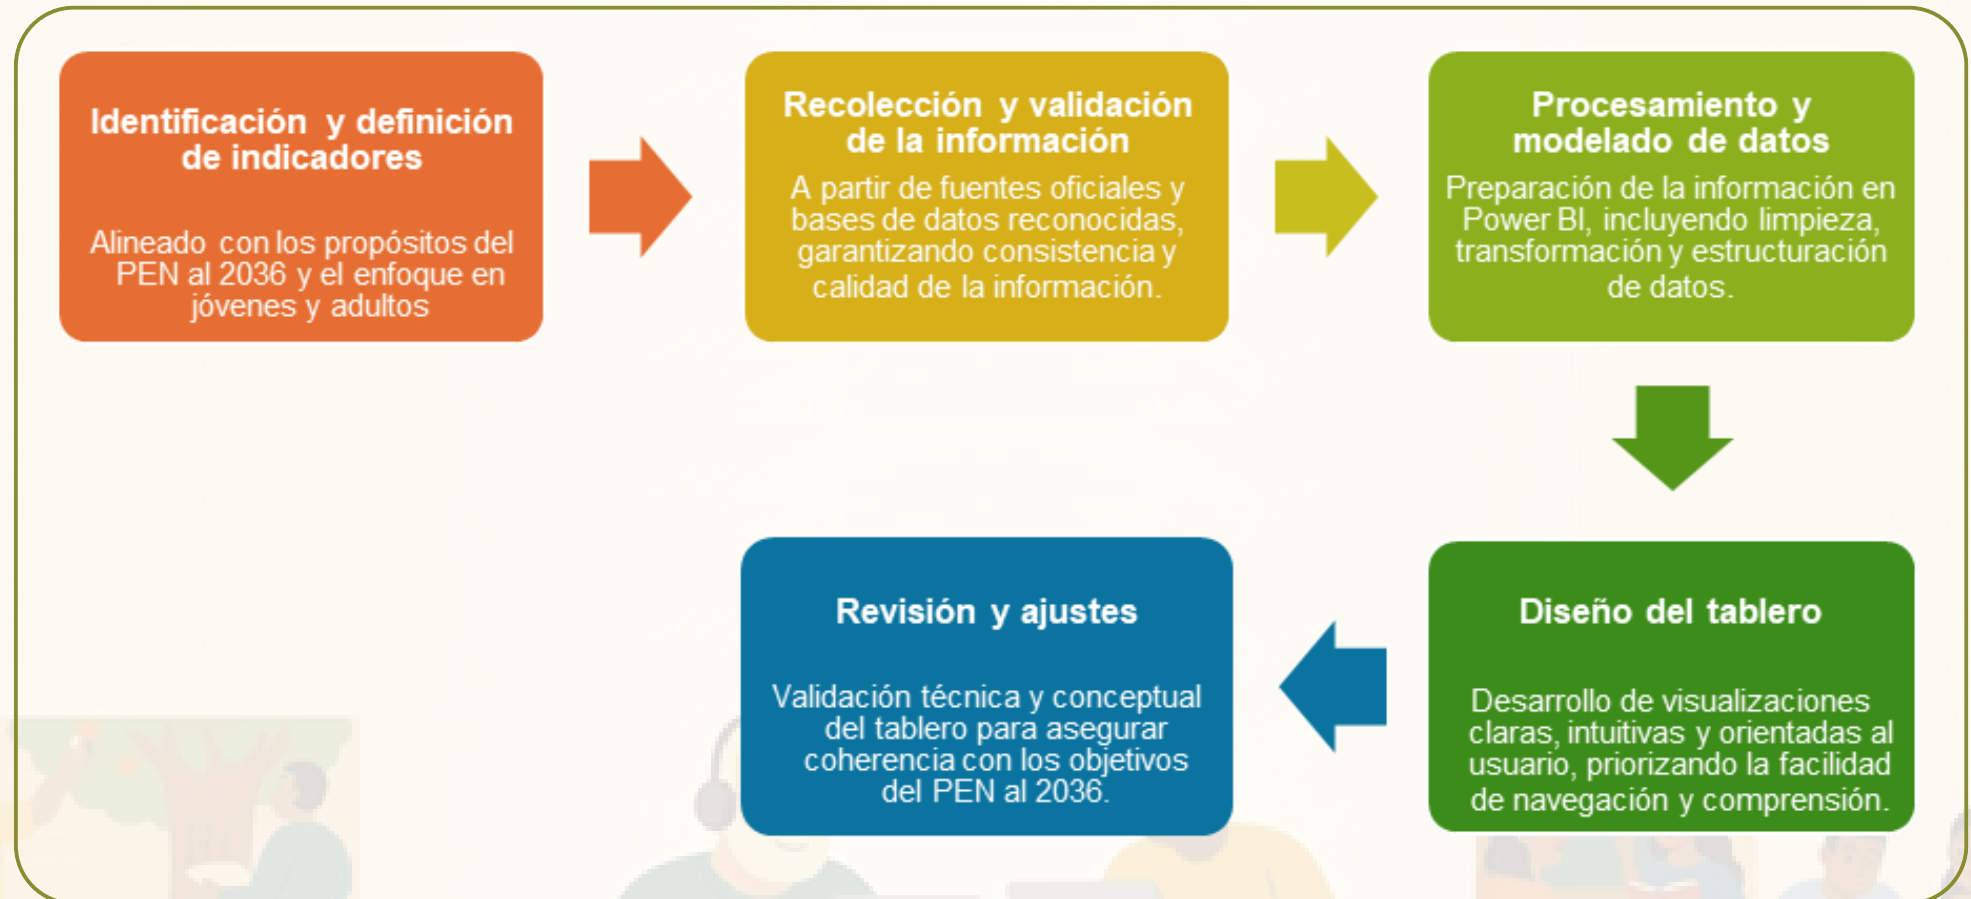 Identificación y definición
de indicadores
Alineado con los propósitos del
PEN al 2036 y el enfoque en
jóvenes y adultos
Recolección y validación
de la información
A partir de fuentes oficiales y
bases de datos reconocidas,
garantizando consistencia y
calidad de la información.
Procesamiento y
modelado de datos
Preparación de la información en
Power BI, incluyendo limpieza,
transformación y estructuración
de datos.
Diseño del tablero
Desarrollo de visualizaciones
claras, intuitivas y orientadas al
usuario, priorizando la facilidad
de navegación y comprensión.
Revisión y ajustes
Validación técnica y conceptual
del tablero para asegurar
coherencia con los objetivos
del PEN al 2036.